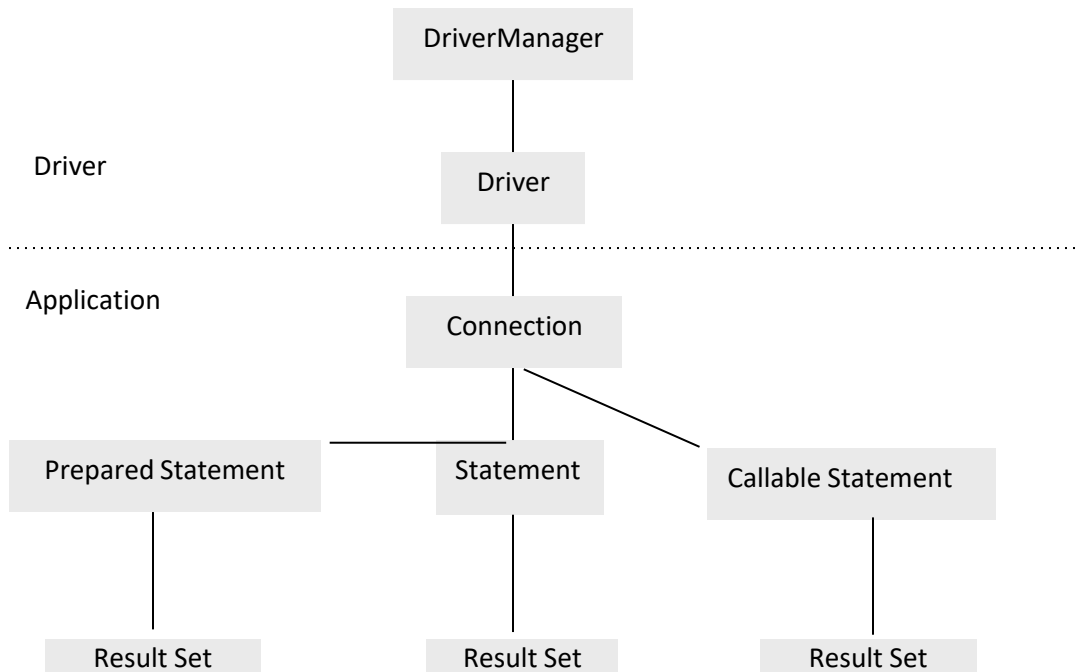 DriverManager
Driver
Driver
Application
Connection
Prepared Statement
Statement
Callable Statement
Result Set
Result Set
Result Set